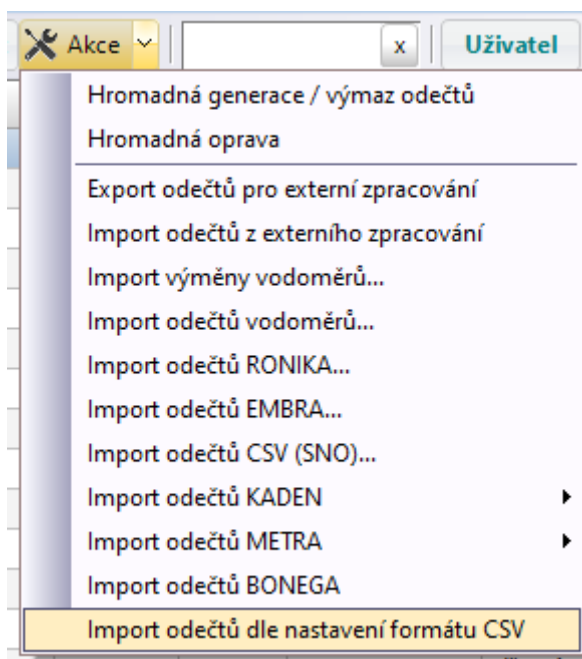 Akce
x
Uživatel
Hromadná generace / výmaz odečtů
Hromadná oprava
Export odečtů pro externí zpracování
Import odečtů z externího zpracování
Import výměny vodoměrů...
Import odečtů vodoměrů...
Import odečtů RONIKA...
Import odečtů EMBRA...
Import odečtů CSV (SNO)...
Import odečtů KADEN
Import odečtů METRA
Import odečtů BONEGA
Import odečtů dle nastavení formátu CSV